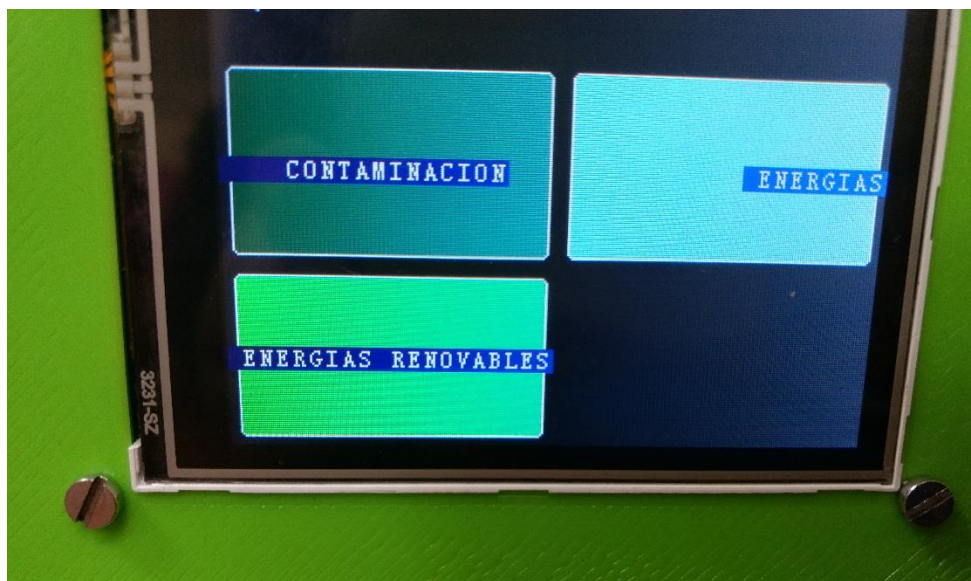 CONTAMINACION
ENERGIAS
ENERGIAS RENOVABLES
3231-SZ